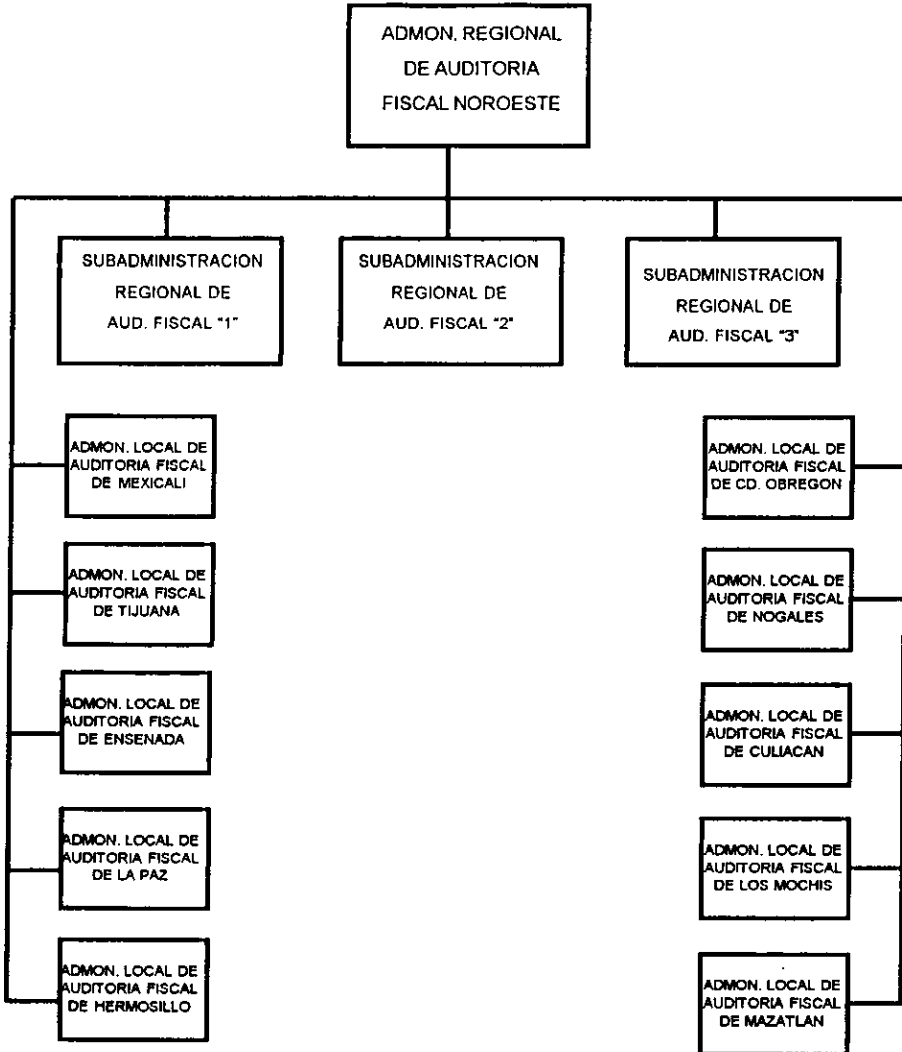 ADMON. REGIONAL
DE AUDITORIA
FISCAL NOROESTE
SUBADMINISTRACION
REGIONAL DE
AUD. FISCAL "1"
SUBADMINISTRACION
REGIONAL DE
AUD. FISCAL "2"
SUBADMINISTRACION
REGIONAL DE
AUD. FISCAL "3"
ADMON. LOCAL DE
AUDITORIA FISCAL
DE MEXICALI
ADMON. LOCAL DE
AUDITORIA FISCAL
DE TIJUANA
ADMON. LOCAL DE
AUDITORIA FISCAL
DE ENSENADA
ADMON. LOCAL DE
AUDITORIA FISCAL
DE LA PAZ
ADMON. LOCAL DE
AUDITORIA FISCAL
DE HERMOSILLO
ADMON. LOCAL DE
AUDITORIA FISCAL
DE CD. OBREGON
ADMON. LOCAL DE
AUDITORIA FISCAL
DE NOGALES
ADMON. LOCAL DE
AUDITORIA FISCAL
DE CULIACAN
ADMON. LOCAL DE
AUDITORIA FISCAL
DE LOS MOCHIS
ADMON. LOCAL DE
AUDITORIA FISCAL
DE MAZATLAN